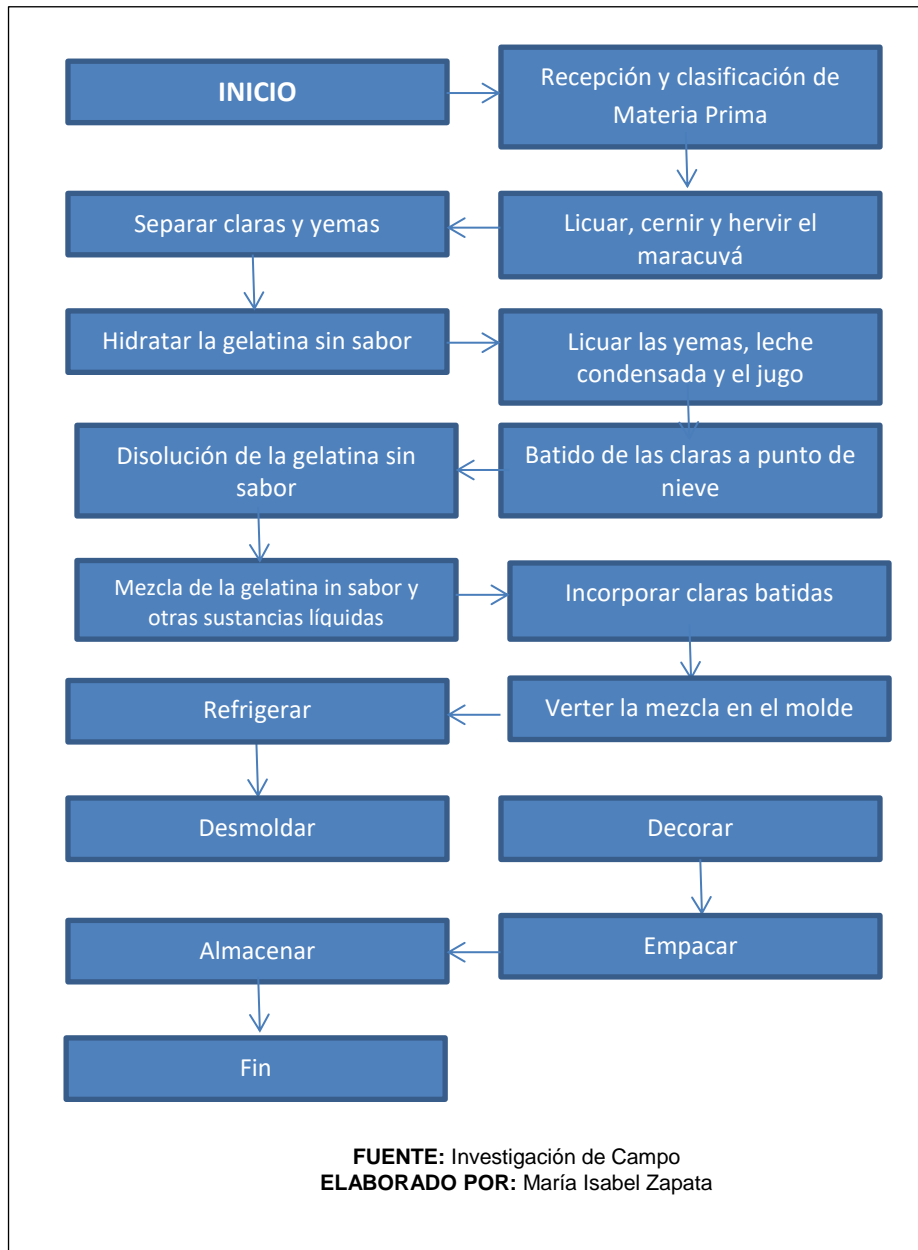 INICIO
Recepción y clasificación de
Materia Prima
Separar claras y yemas
Licuar, cernir y hervir el
maracuyá
Hidratar la gelatina sin sabor
Licuar las yemas, leche
condensada y el jugo
Disolución de la gelatina sin
sabor
Batido de las claras a punto de
nieve
Mezcla de la gelatina in sabor y
otras sustancias líquidas
Incorporar claras batidas
Refrigerar
Verter la mezcla en el molde
Desmoldar
Decorar
Almacenar
Empacar
Fin
FUENTE: Investigación de Campo
ELABORADO POR: María Isabel Zapata